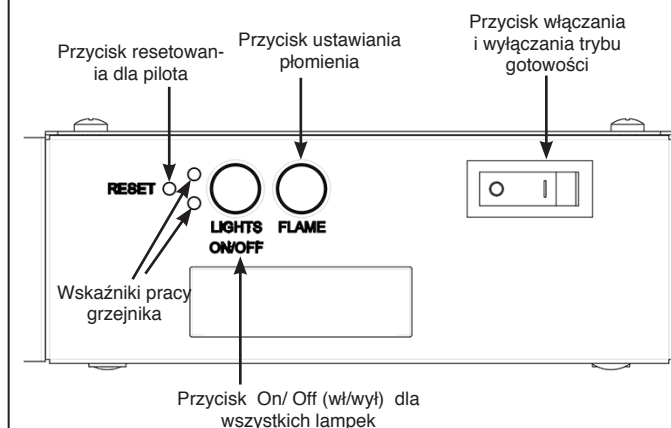 Przycisk resetowan-
ia dla pilota
Przycisk ustawiania
płomienia
Przycisk włączania
i wyłączania trybu
gotowości
RESET
LIGHTS
ON/OFF
FLAME
Wskaźniki pracy
grzejnika
Przycisk On/ Off (wł/wył) dla
wszystkich lampek